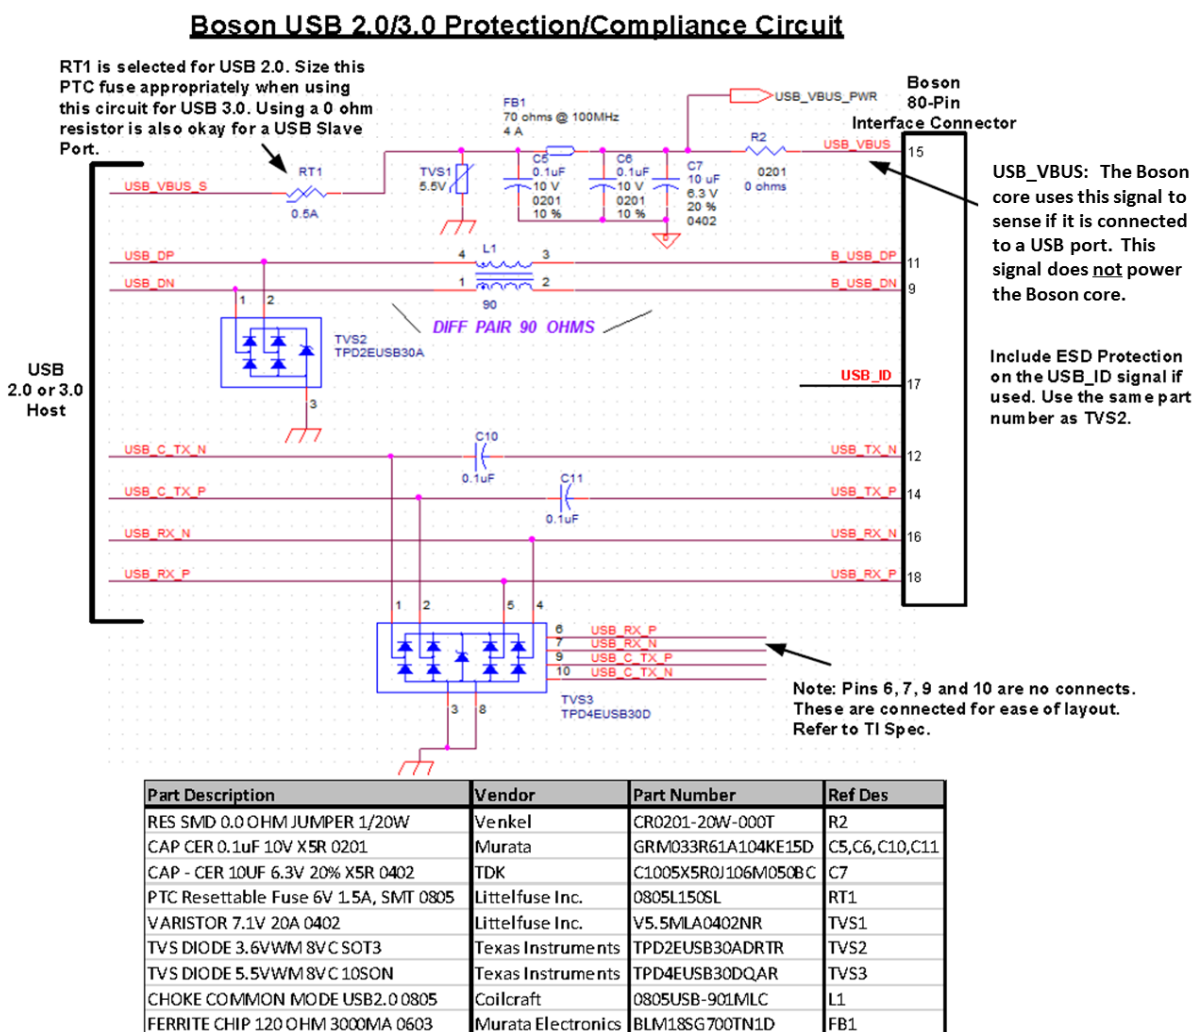 Boson USB 2.0/3.0 Protection/Compliance Circuit
RT1 is selected for USB 2.0. Size this
PTC fuse appropriately when using
this circuit for USB 3.0. Using a 0 ohm
resistor is also okay for a USB Slave
Port.
FB1
70 ohms @ 100MHz
4 A
USB_VBUS_PWR
Boson
80-Pin
Interface Connector
R2
USB_VBUS
15
0201
0 ohms
RT1
USB_VBUS_S
0.5A
TVS1
5.5V
C5
0.1uF
10 V
0201
10 %
C6
0.1uF
10 V
0201
10 %
C7
10 uF
6.3 V
20 %
0402
USB_VBUS: The Boson
core uses this signal to
sense if it is connected
to a USB port. This
signal does not power
the Boson core.
USB_DP
4
L1
3
B_USB_DP
11
USB_DN
1
2
B_USB_DN
9
90
1
2
DIFF PAIR 90 OHMS
TVS2
TPD2EUSB30A
3
USB
2.0 or 3.0
Host
USB_ID
17
Include ESD Protection
on the USB_ID signal if
used. Use the same part
number as TVS2.
USB_C_TX_N
C10
0.1uF
USB_TX_N
12
USB_C_TX_P
C11
0.1uF
USB_TX_P
14
USB_RX_N
USB_RX_N
16
USB_RX_P
USB_RX_P
18
1
2
5
4
6
USB_RX_P
7
USB_RX_N
9
USB_C_TX_P
10
USB_C_TX_N
3
8
TVS3
TPD4EUSB30D
Note: Pins 6, 7, 9 and 10 are no connects.
These are connected for ease of layout.
Refer to TI Spec.
Part Description Vendor Part Number Ref Des
RES SMD 0.0 OHM JUMPER 1/20W Venkel CR0201-20W-000T R2
CAP CER 0.1uF 10V X5R 0201 Murata GRM033R61A104KE15D C5,C6,C10,C11
CAP - CER 10UF 6.3V 20% X5R 0402 TDK C1005X5R0J106M050BC C7
PTC Resettable Fuse 6V 1.5A, SMT 0805 Littelfuse Inc. 0805L150SL RT1
VARISTOR 7.1V 20A 0402 Littelfuse Inc. V5.5MLA0402NR TVS1
TVS DIODE 3.6VWM 8VC SOT3 Texas Instruments TPD2EUSB30ADRTR TVS2
TVS DIODE 5.5VWM 8VC 10SON Texas Instruments TPD4EUSB30DQAR TVS3
CHOKE COMMON MODE USB2.0 0805 Coilcraft 0805USB-901MLC L1
FERRITE CHIP 120 OHM 3000MA 0603 Murata Electronics BLM18SG700TN1D FB1